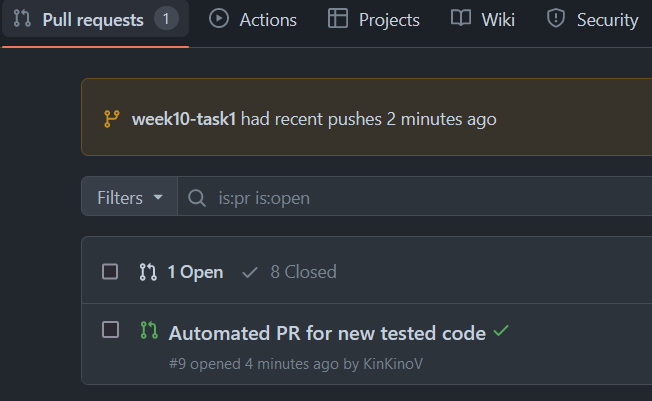 Pull requests 1 Actions Projects Wiki Security
week10-task1 had recent pushes 2 minutes ago
Filters is:pr is:open
1 Open 8 Closed
Automated PR for new tested code
#9 opened 4 minutes ago by KinKinoV